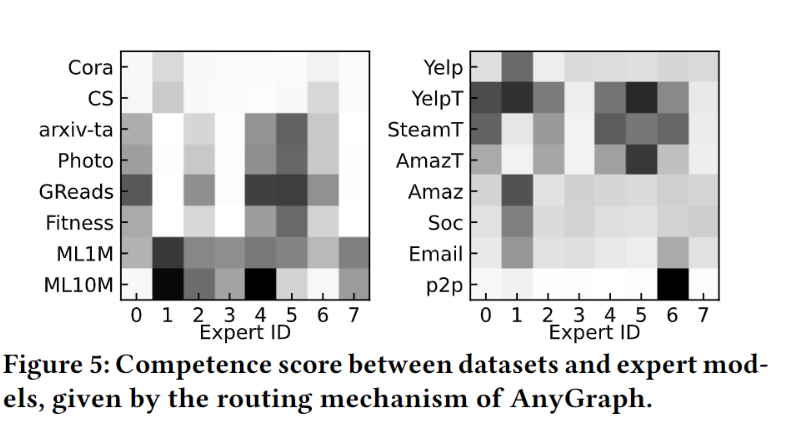 Cora
CS
arxiv-ta
Photo
GReads
Fitness
ML1M
ML10M
0 1 2 3 4 5 6 7
Expert ID
Yelp
YelpT
SteamT
AmazT
Amaz
Soc
Email
p2p
0 1 2 3 4 5 6 7
Expert ID
Figure 5: Competence score between datasets and expert mod-
els, given by the routing mechanism of AnyGraph.